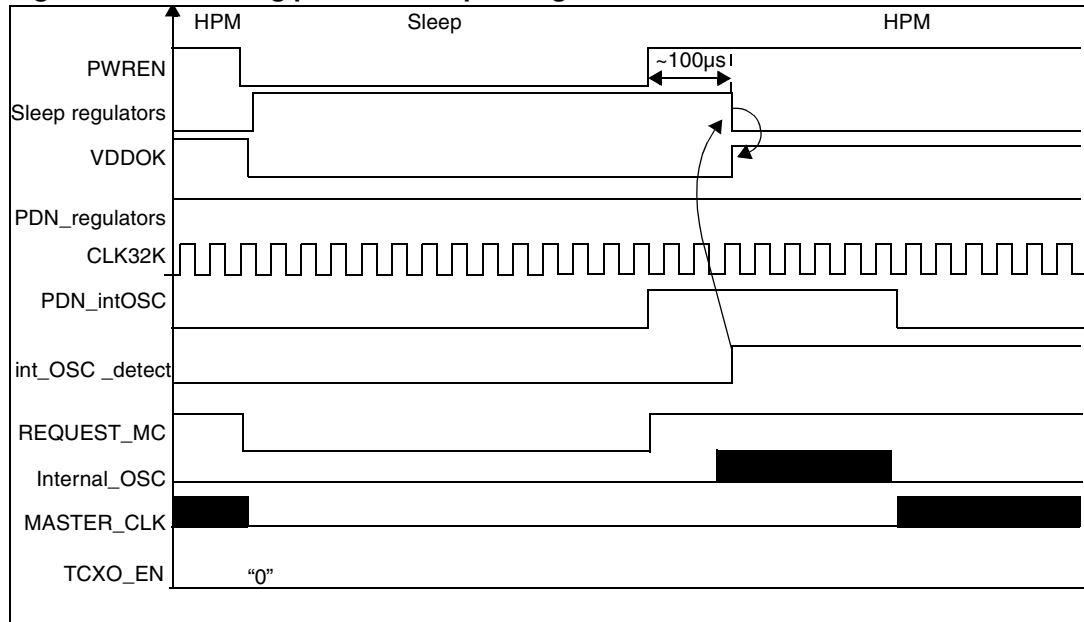 HPM Sleep HPM
PWREN
~100µs
Sleep regulators
VDDOK
PDN_regulators
CLK32K
PDN_intOSC
int_OSC _detect
REQUEST_MC
Internal_OSC
MASTER_CLK
TCXO_EN “0”